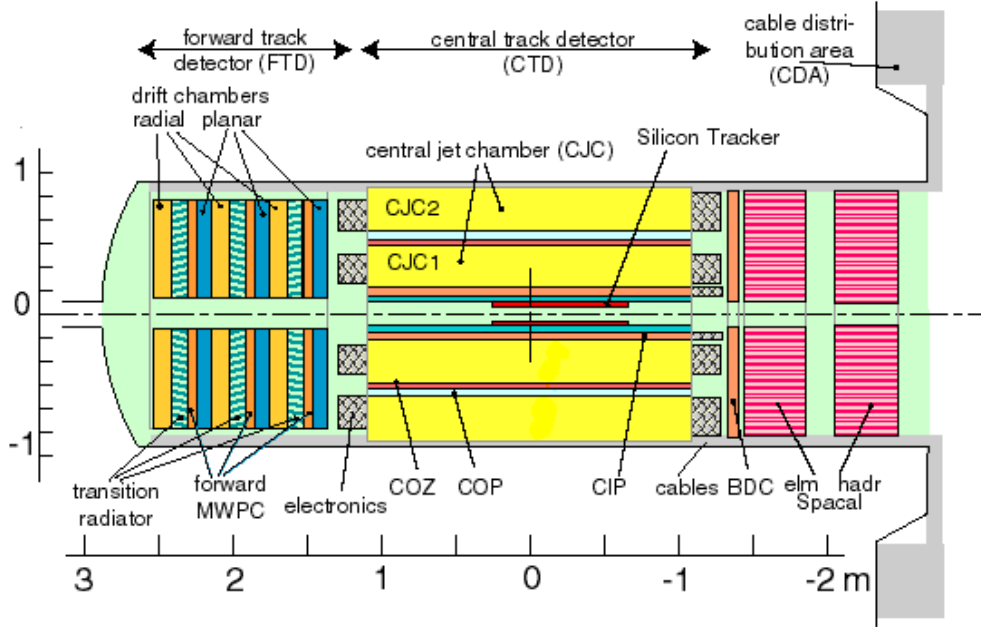 forward track
detector (FTD)
central track detector
(CTD)
cable distri-
bution area
(CDA)
drift chambers
radial planar
central jet chamber (CJC)
Silicon Tracker
1
0
-1
CJC2
CJC1
transition
radiator
forward
MWPC
electronics
COZ
COP
CIP
cables
BDC
elm
hadr
Spacal
3
2
1
0
-1
-2 m